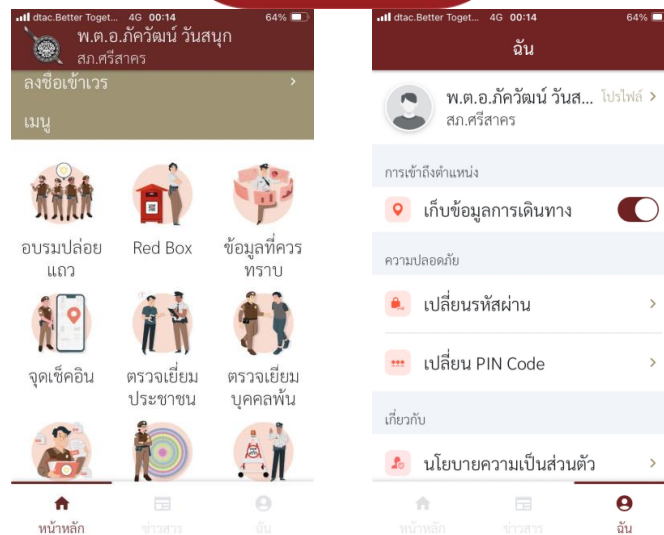 dtac.Better Toget... 4G 00:14 64%
พ.ต.อ.ภัควัฒน์ วันสนุก
สภ.ศรีสาคร
ลงชื่อเข้าเวร
เมนู
อบรมปล่อย
แถว
Red Box
ข้อมูลที่ควร
ทราบ
จุดเช็คอิน
ตรวจเยี่ยม
ประชาชน
ตรวจเยี่ยม
บุคคลพ้น
หน้าหลัก
ข่าวสาร
ฉัน
dtac.Better Toget... 4G 00:14 64%
ฉัน
พ.ต.อ.ภัควัฒน์ วันส... โปรไฟล์
สภ.ศรีสาคร
การเข้าถึงตำแหน่ง
เก็บข้อมูลการเดินทาง
ความปลอดภัย
เปลี่ยนรหัสผ่าน
เปลี่ยน PIN Code
เกี่ยวกับ
นโยบายความเป็นส่วนตัว
หน้าหลัก
ข่าวสาร
ฉัน